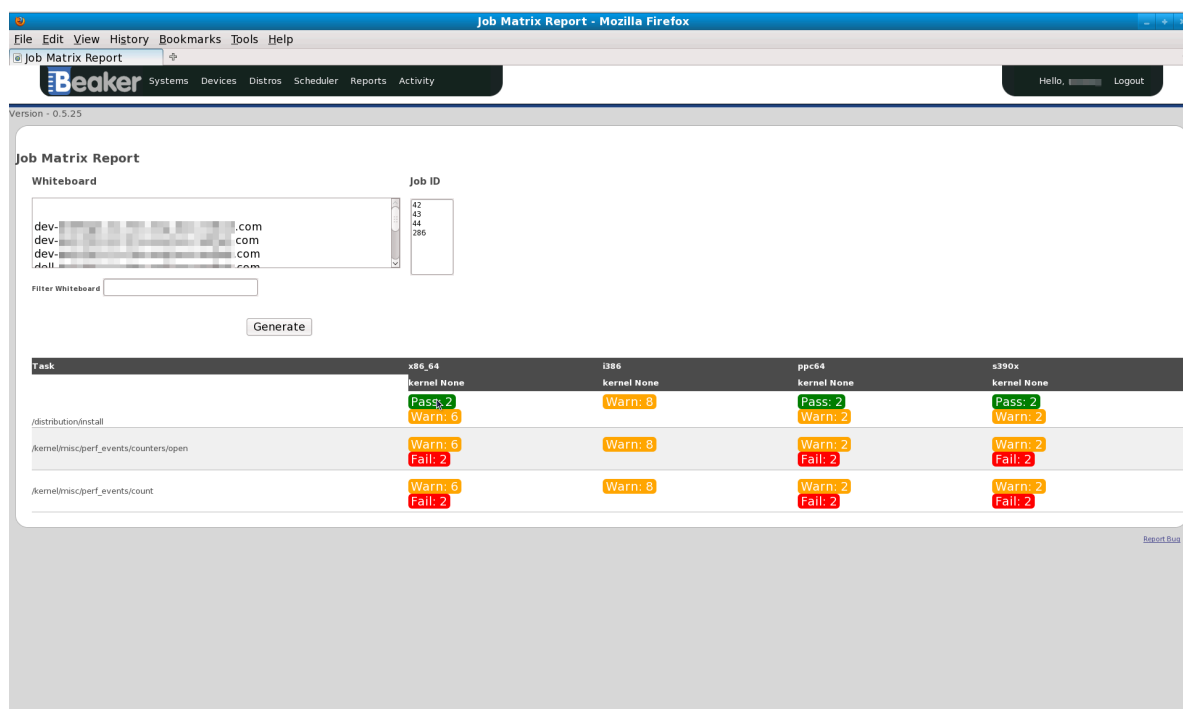 Job Matrix Report - Mozilla Firefox
File Edit View History Bookmarks Tools Help
Job Matrix Report
Beaker Systems Devices Distros Scheduler Reports Activity Hello, Logout
Version - 0.5.25
Job Matrix Report
Whiteboard Job ID
42
43
44
286
dev- .com
dev- com
dev- .com
dell com
Filter Whiteboard
Generate
Task x86_64 i386 ppc64 s390x
kernel None kernel None kernel None kernel None
Pass: 2 Warn: 8 Pass: 2 Pass: 2
/distribution/install Warn: 6 Warn: 2 Warn: 2
/kernel/misc/perf_events/counters/open Warn: 6 Warn: 8 Warn: 2 Warn: 2
Fail: 2 Fail: 2 Fail: 2
/kernel/misc/perf_events/count Warn: 6 Warn: 8 Warn: 2 Warn: 2
Fail: 2 Fail: 2 Fail: 2
Report Bug